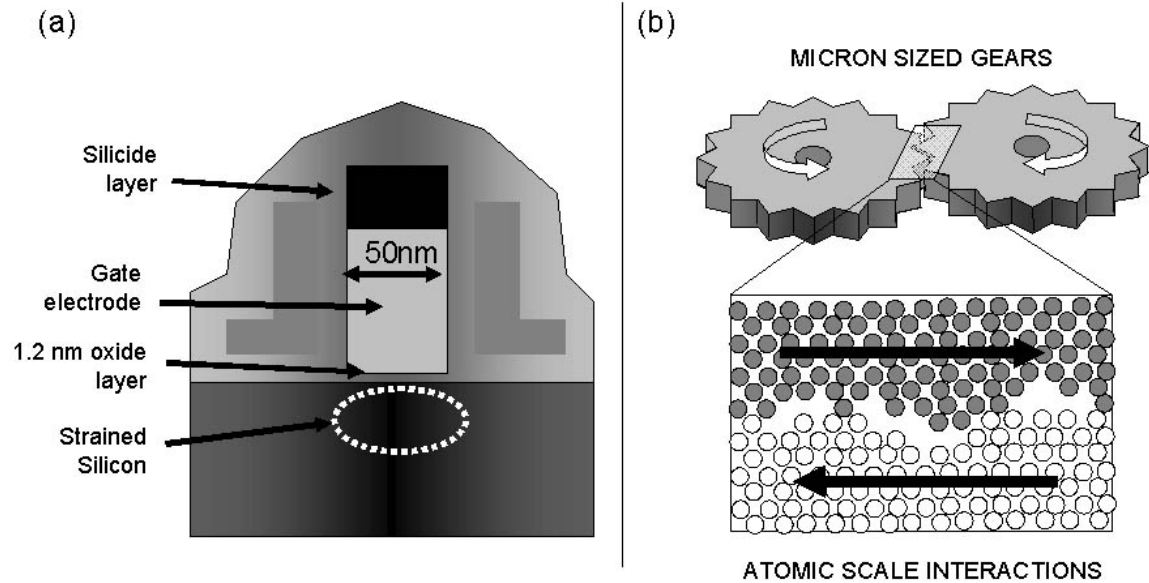 (a)
Silicide
layer
50nm
Gate
electrode
1.2 nm oxide
layer
Strained
Silicon
(b)
MICRON SIZED GEARS
ATOMIC SCALE INTERACTIONS